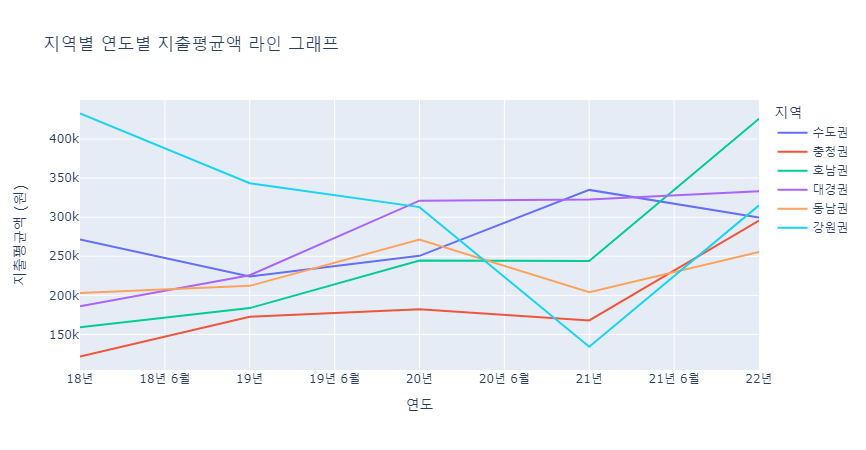 지역별 연도별 지출평균액 라인 그래프
지출평균액 (원)
400k
350k
300k
250k
200k
150k
18년
18년 6월
19년
19년 6월
20년
20년 6월
21년
21년 6월
22년
연도
지역
수도권
충청권
호남권
대경권
동남권
강원권